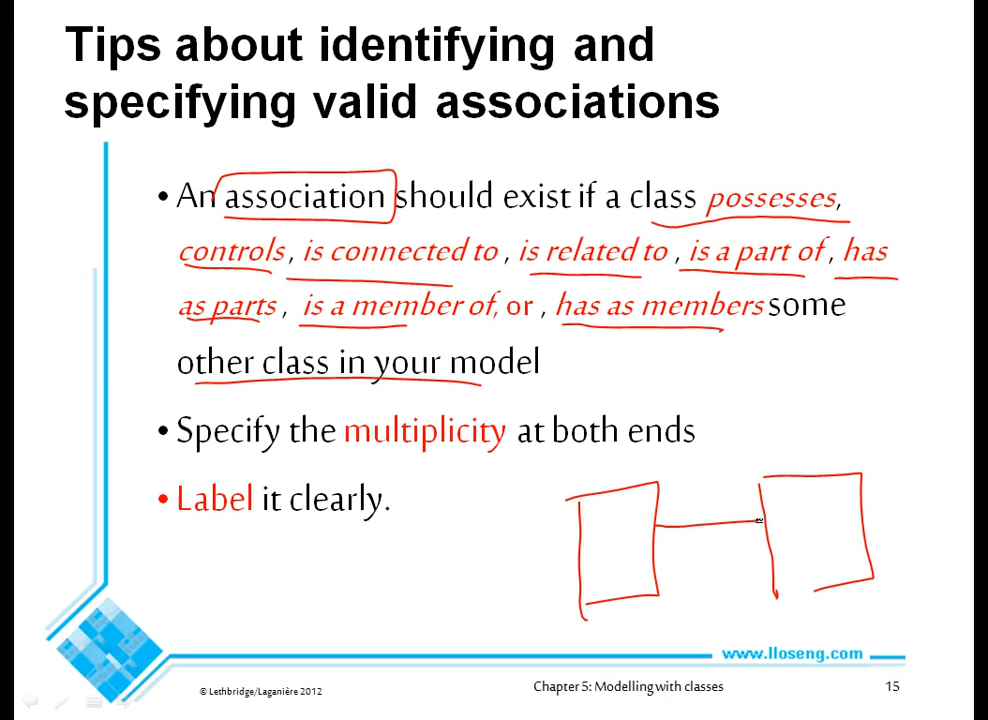 Tips about identifying and
specifying valid associations
• An association should exist if a class possesses,
controls, is connected to, is related to, is a part of, has
as parts, is a member of, or, has as members some
other class in your model
• Specify the multiplicity at both ends
• Label it clearly.
www.lloseng.com
© Lethbridge/Laganière 2012
Chapter 5: Modelling with classes
15